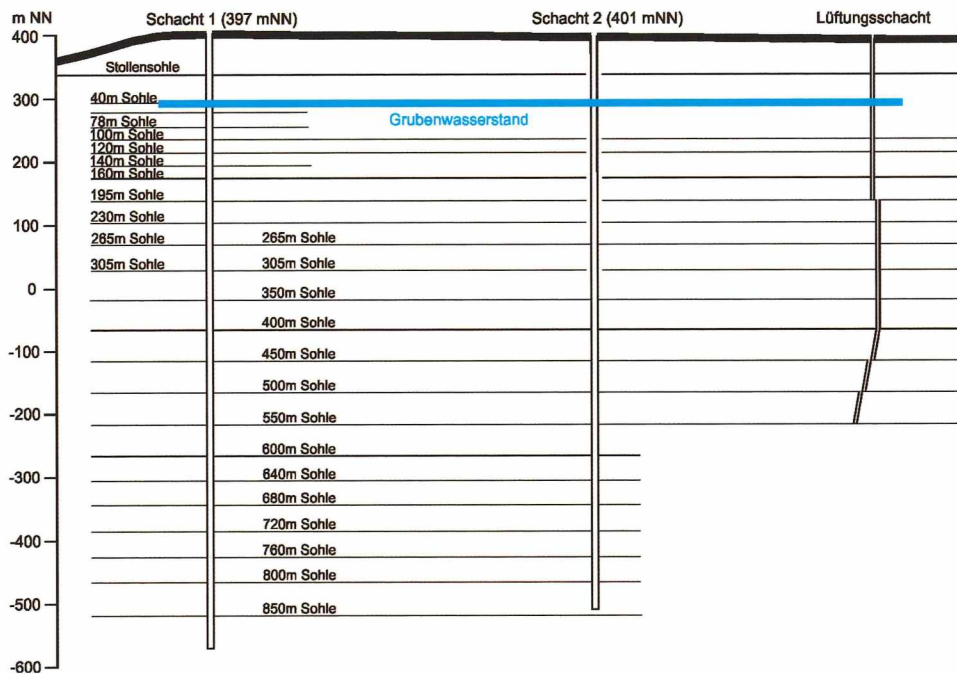 m NN
Schacht 1 (397 mNN)
Schacht 2 (401 mNN)
Lüftungsschacht
400
Stollensohle
300
40m Sohle
Grubenwasserstand
78m Sohle
100m Sohle
120m Sohle
140m Sohle
200
160m Sohle
195m Sohle
230m Sohle
100
265m Sohle
265m Sohle
305m Sohle
305m Sohle
0
350m Sohle
400m Sohle
-100
450m Sohle
500m Sohle
-200
550m Sohle
600m Sohle
-300
640m Sohle
680m Sohle
720m Sohle
-400
760m Sohle
800m Sohle
-500
850m Sohle
-600